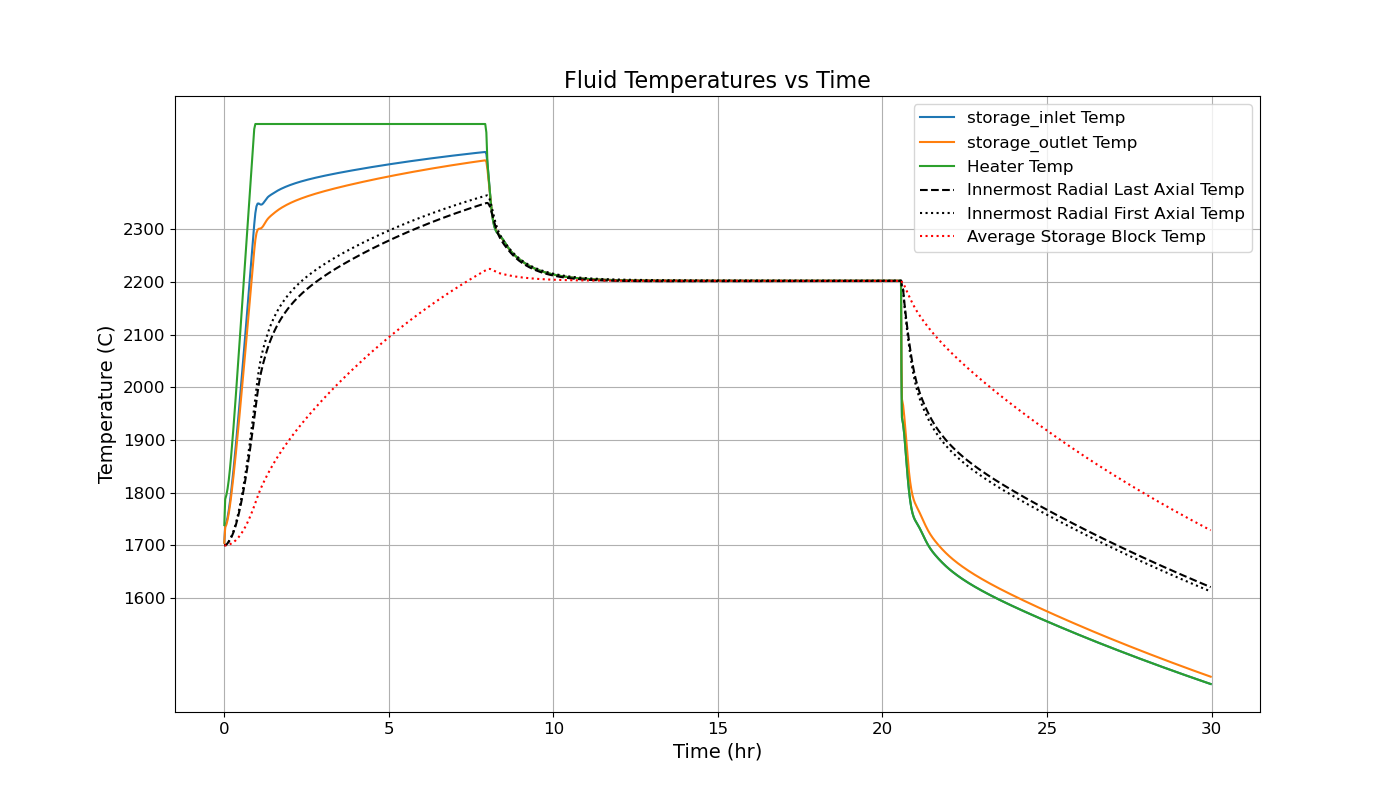 Fluid Temperatures vs Time
storage_inlet Temp
storage_outlet Temp
Heater Temp
Innermost Radial Last Axial Temp
Innermost Radial First Axial Temp
Average Storage Block Temp
Temperature (C)
2300
2200
2100
2000
1900
1800
1700
1600
0 5 10 15 20 25 30
Time (hr)